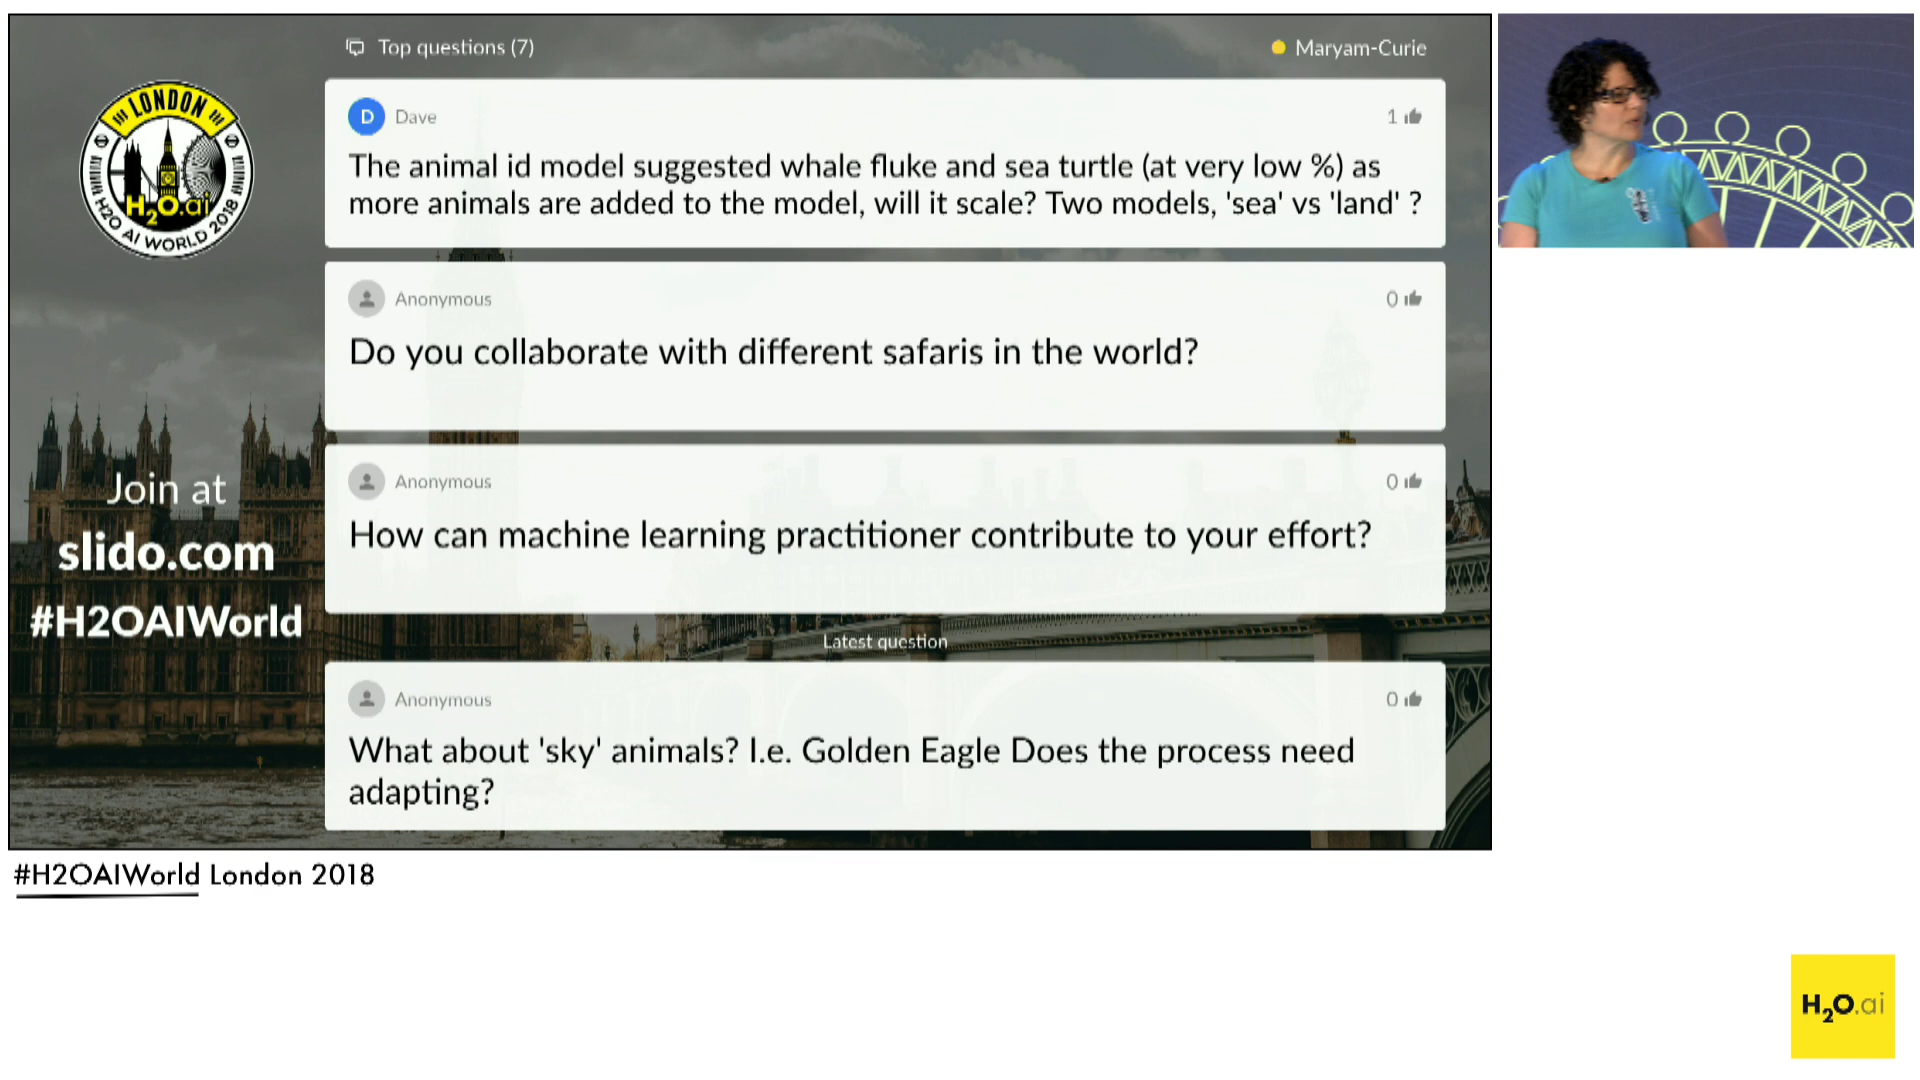 Top questions (7)
Maryam-Curie
LONDON
H2O.ai
H2O AI WORLD 2018
D
Dave
1
The animal id model suggested whale fluke and sea turtle (at very low %) as
more animals are added to the model, will it scale? Two models, 'sea' vs 'land' ?
Anonymous
0
Do you collaborate with different safaris in the world?
Anonymous
0
How can machine learning practitioner contribute to your effort?
Join at
slido.com
#H2OAIWorld
Latest question
Anonymous
0
What about 'sky' animals? I.e. Golden Eagle Does the process need
adapting?
#H2OAIWorld London 2018
H2O.ai